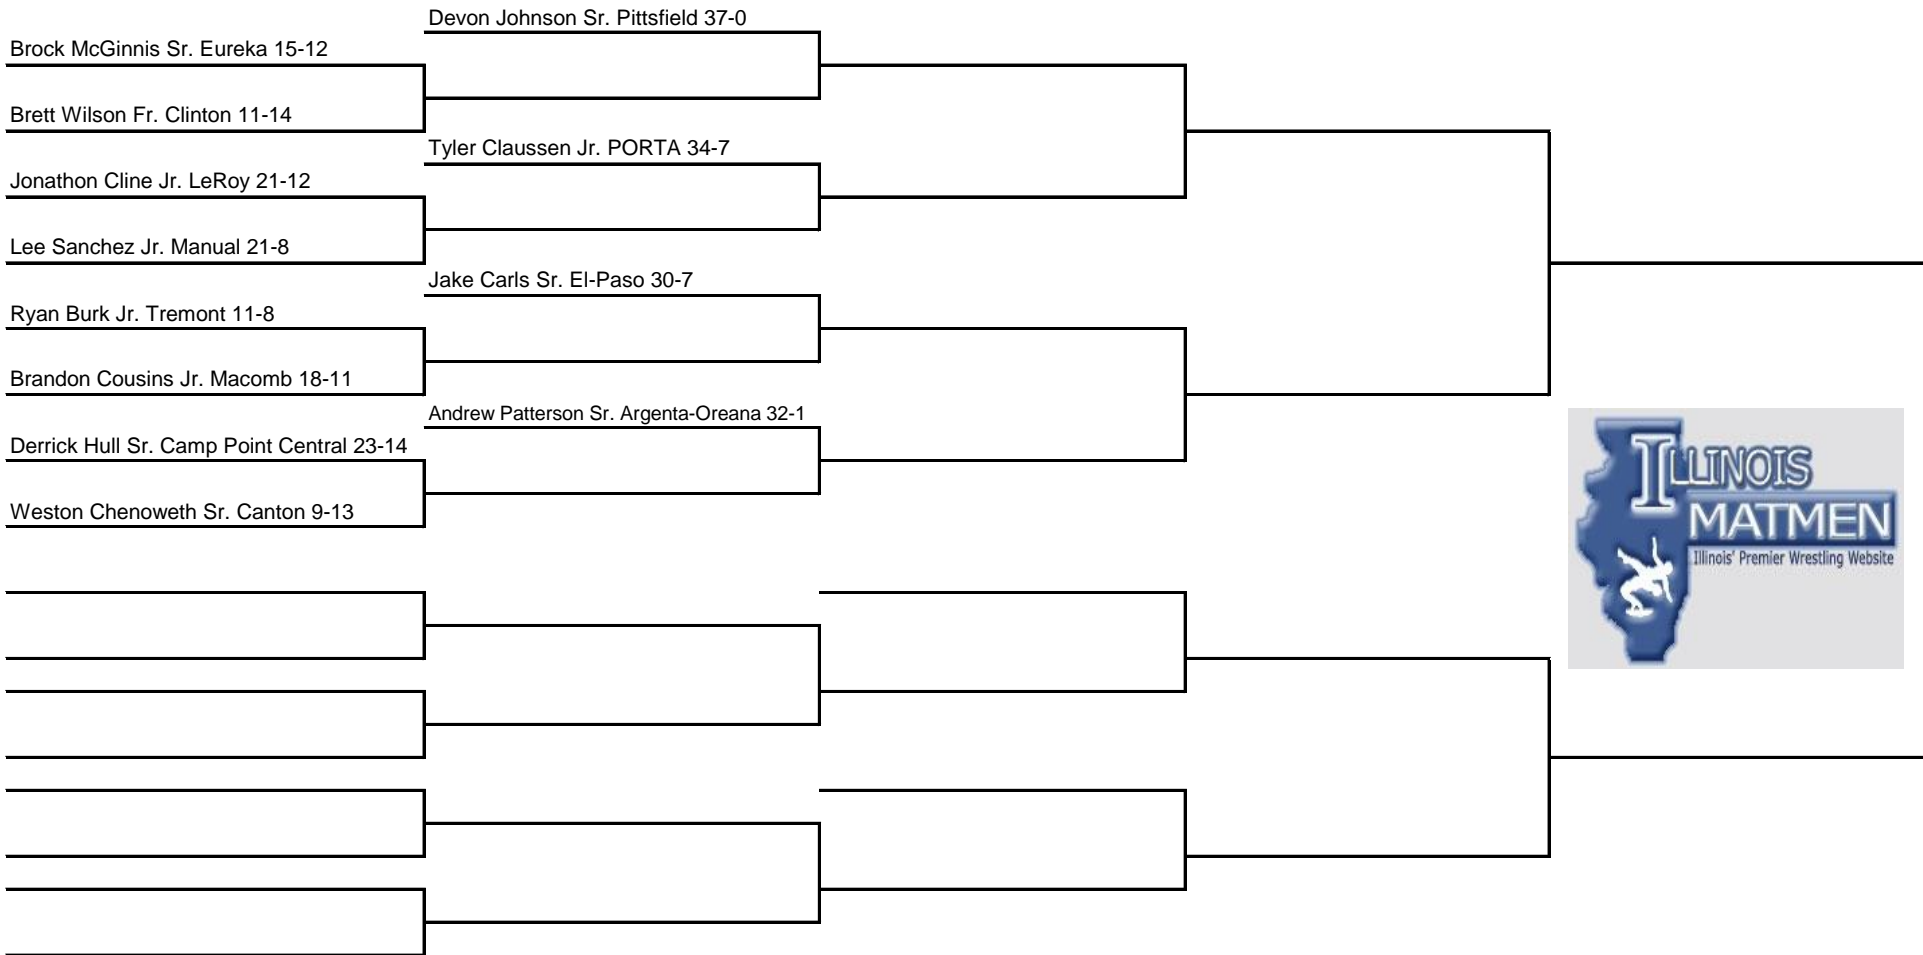 Devon Johnson Sr. Pittsfield 37-0
Brock McGinnis Sr. Eureka 15-12
Brett Wilson Fr. Clinton 11-14
Tyler Claussen Jr. PORTA 34-7
Jonathon Cline Jr. LeRoy 21-12
Lee Sanchez Jr. Manual 21-8
Jake Carls Sr. El-Paso 30-7
Ryan Burk Jr. Tremont 11-8
Brandon Cousins Jr. Macomb 18-11
Andrew Patterson Sr. Argenta-Oreana 32-1
Derrick Hull Sr. Camp Point Central 23-14
Weston Chenoweth Sr. Canton 9-13
ILLINOIS
MATMEN
Illinois' Premier Wrestling Website